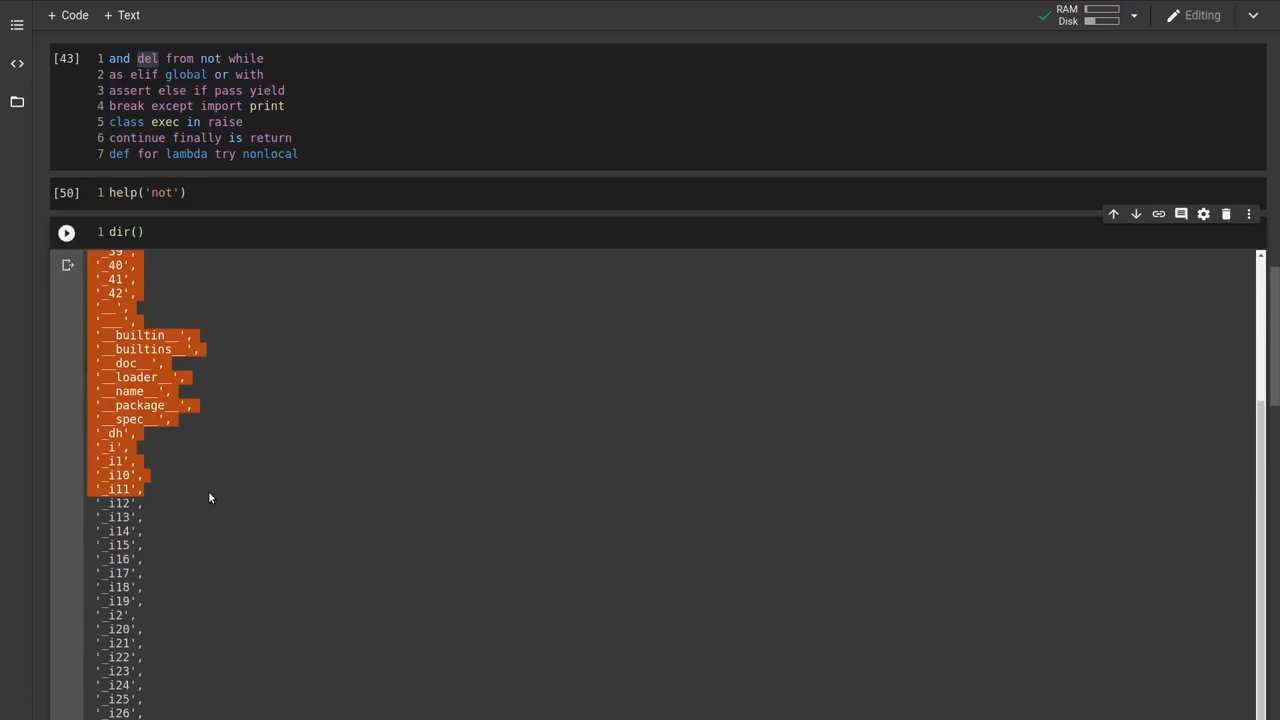 + Code + Text
RAM
Disk
Editing
[43]
1 and del from not while
2 as elif global or with
3 assert else if pass yield
4 break except import print
5 class exec in raise
6 continue finally is return
7 def for lambda try nonlocal
[50]
1 help('not')
1 dir()
'_39',
'_40',
'_41',
'_42',
'__',
'___',
'__builtin__',
'__builtins__',
'__doc__',
'__loader__',
'__name__',
'__package__',
'__spec__',
'_dh',
'_i',
'_i1',
'_i10',
'_i11',
'_i12',
'_i13',
'_i14',
'_i15',
'_i16',
'_i17',
'_i18',
'_i19',
'_i2',
'_i20',
'_i21',
'_i22',
'_i23',
'_i24',
'_i25',
'_i26',